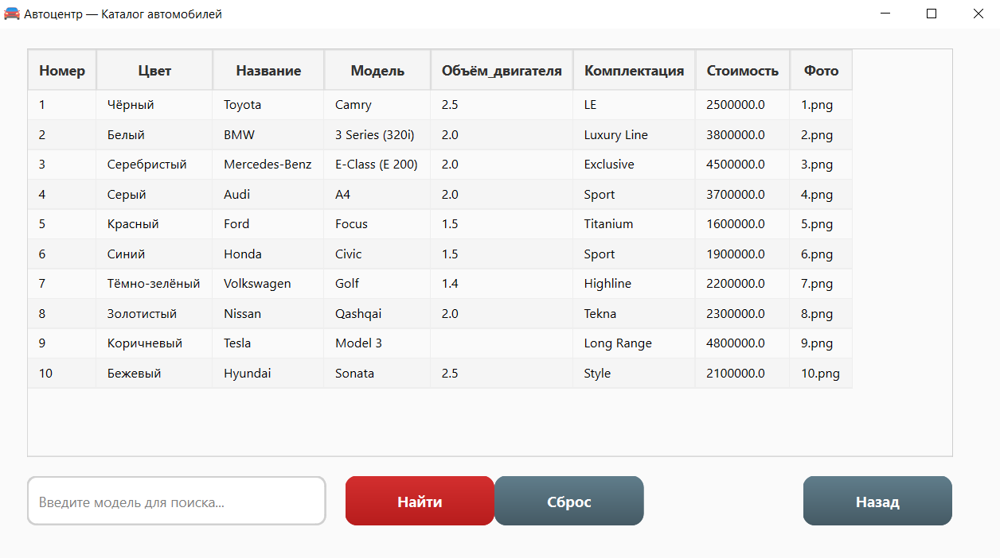 Автоцентр — Каталог автомобилей
Номер Цвет Название Модель Объём_двигателя Комплектация Стоимость Фото
1 Чёрный Toyota Camry 2.5 LE 2500000.0 1.png
2 Белый BMW 3 Series (320i) 2.0 Luxury Line 3800000.0 2.png
3 Серебристый Mercedes-Benz E-Class (E 200) 2.0 Exclusive 4500000.0 3.png
4 Серый Audi A4 2.0 Sport 3700000.0 4.png
5 Красный Ford Focus 1.5 Titanium 1600000.0 5.png
6 Синий Honda Civic 1.5 Sport 1900000.0 6.png
7 Тёмно-зелёный Volkswagen Golf 1.4 Highline 2200000.0 7.png
8 Золотистый Nissan Qashqai 2.0 Tekna 2300000.0 8.png
9 Коричневый Tesla Model 3 Long Range 4800000.0 9.png
10 Бежевый Hyundai Sonata 2.5 Style 2100000.0 10.png
Введите модель для поиска... Найти Сброс Назад